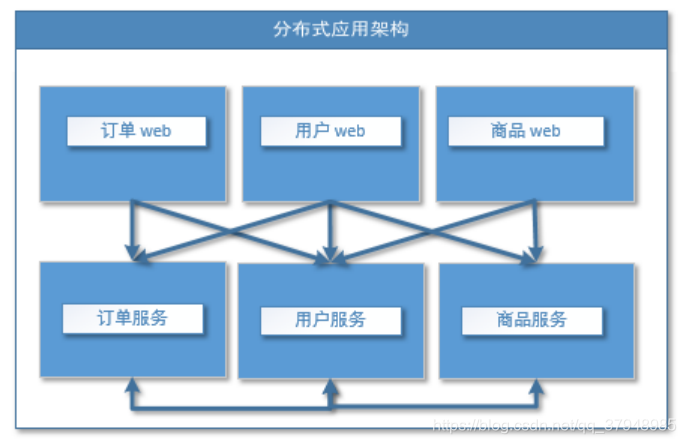 分布式应用架构
订单 web
用户 web
商品 web
订单服务
用户服务
商品服务
https://blog.csdn.net/qq_37948985